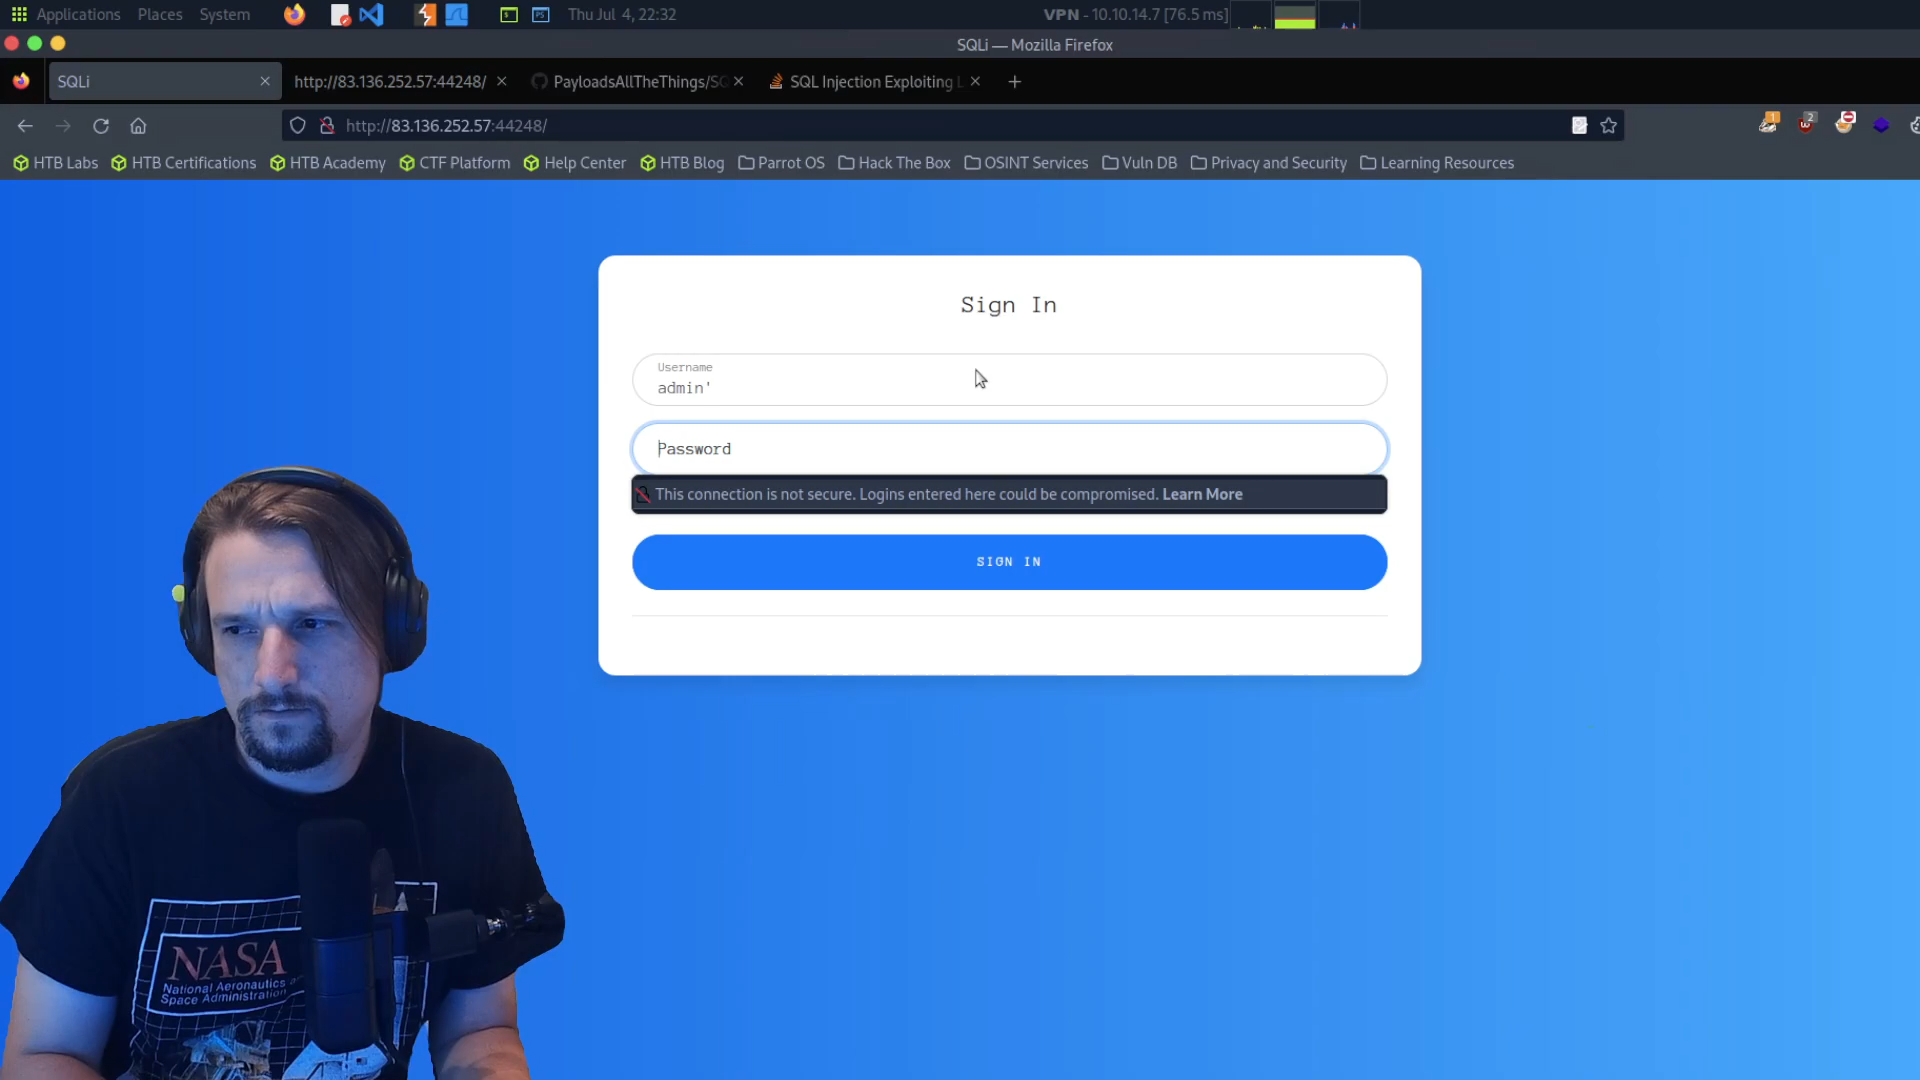 Applications Places System Thu Jul 4, 22:32 VPN - 10.10.14.7 [76.5 ms]
SQLi — Mozilla Firefox
SQLi http://83.136.252.57:44248/ PayloadsAllTheThings/SQ SQL Injection Exploiting L
http://83.136.252.57:44248/ 1 2
HTB Labs HTB Certifications HTB Academy CTF Platform Help Center HTB Blog Parrot OS Hack The Box OSINT Services Vuln DB Privacy and Security Learning Resources
Sign In
Username
admin'
Password
This connection is not secure. Logins entered here could be compromised. Learn More
SIGN IN
NASA
National Aeronautics
Space Administration